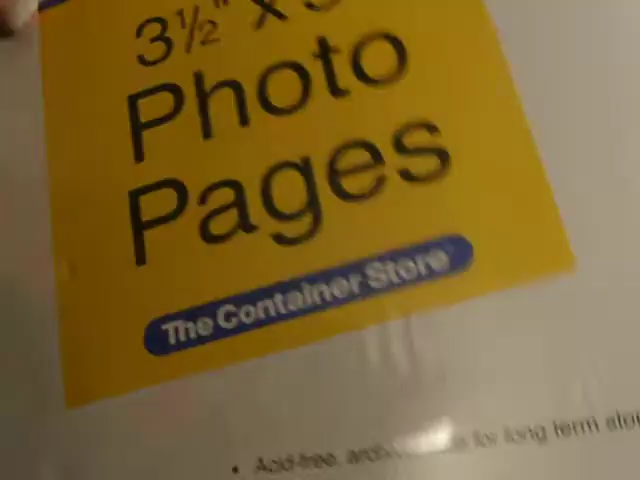 3½" x
Photo
Pages
The Container Store
• Acid-free, for long term